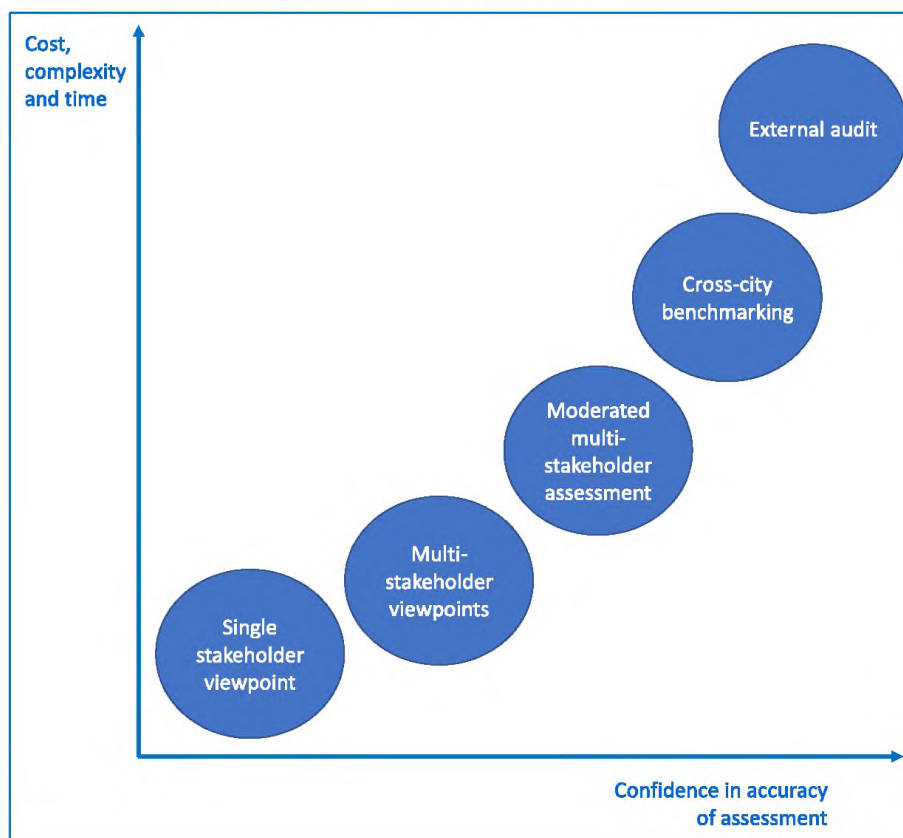 Cost,
complexity
and time
External audit
Cross-city
benchmarking
Moderated
multi-
stakeholder
assessment
Multi-
stakeholder
viewpoints
Single
stakeholder
viewpoint
Confidence in accuracy
of assessment